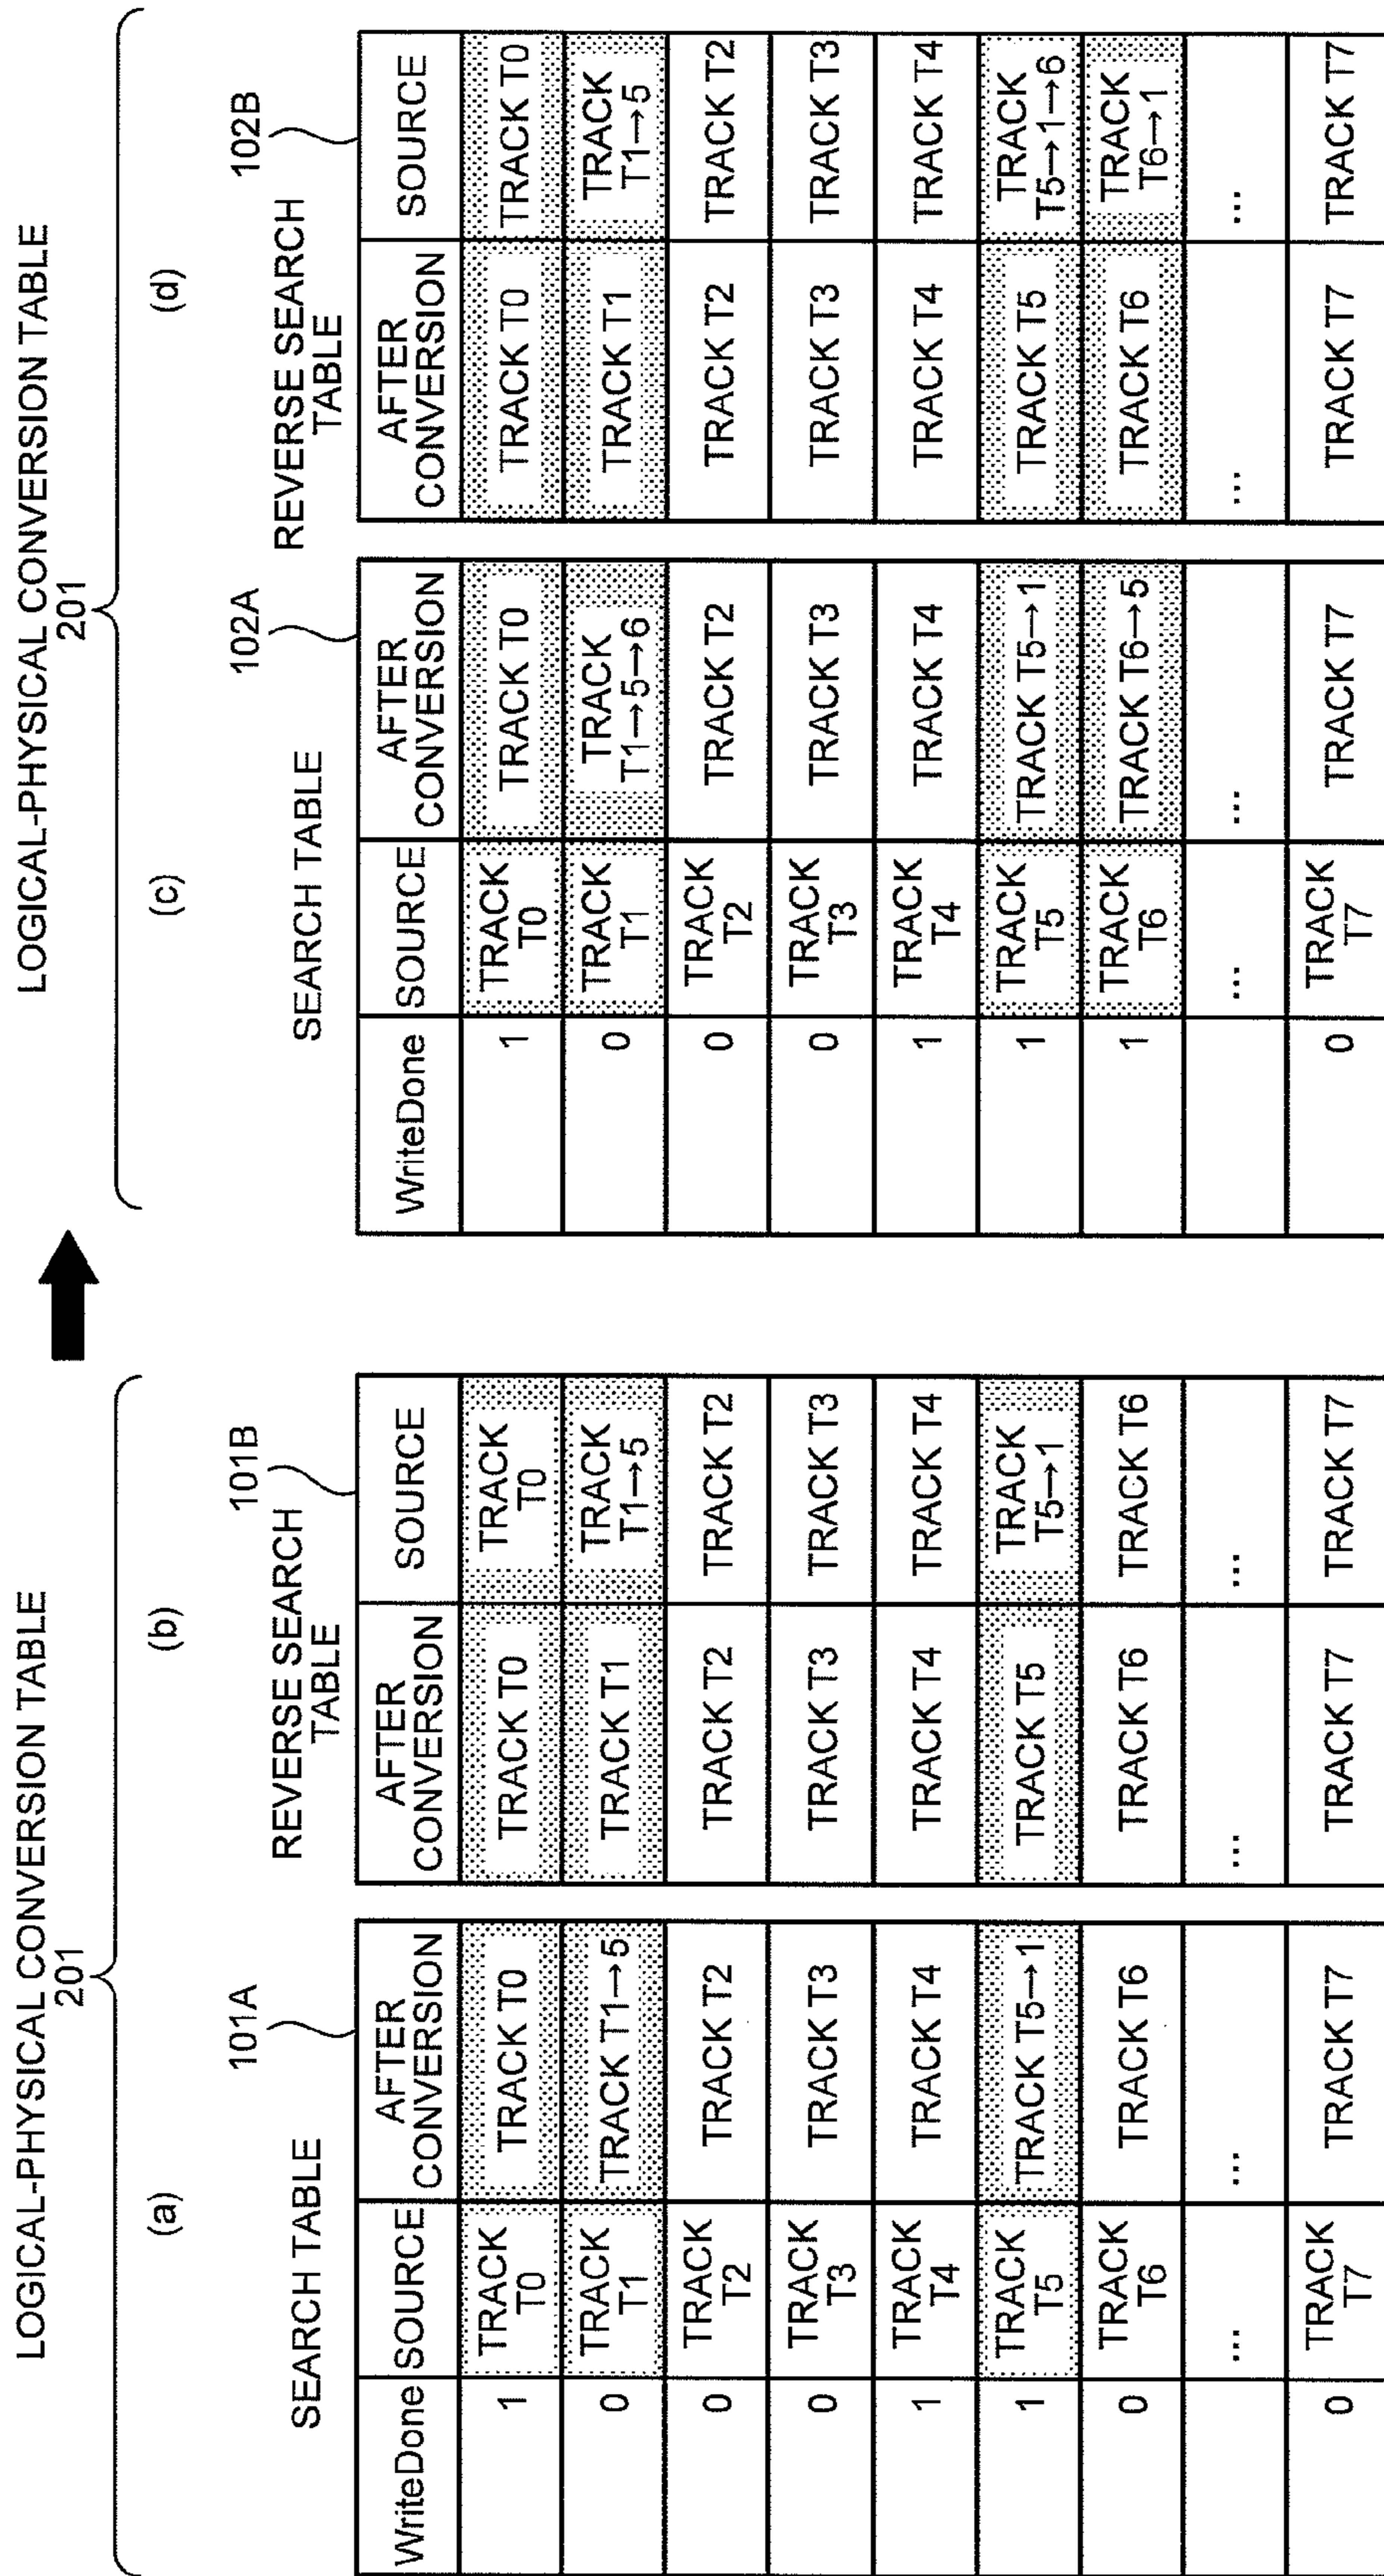 LOGICAL-PHYSICAL CONVERSION TABLE
201
(a)
SEARCH TABLE
101A
WriteDone SOURCE AFTER CONVERSION
1 TRACK T0 TRACK T0
0 TRACK T1 TRACK T1→5
0 TRACK T2 TRACK T2
0 TRACK T3 TRACK T3
1 TRACK T4 TRACK T4
1 TRACK T5 TRACK T5→1
0 TRACK T6 TRACK T6
... ...
0 TRACK T7 TRACK T7
(b)
REVERSE SEARCH
TABLE
101B
AFTER CONVERSION SOURCE
TRACK T0 TRACK T0
TRACK T1 TRACK T1→5
TRACK T2 TRACK T2
TRACK T3 TRACK T3
TRACK T4 TRACK T4
TRACK T5 TRACK T5→1
TRACK T6 TRACK T6
... ...
TRACK T7 TRACK T7
LOGICAL-PHYSICAL CONVERSION TABLE
201
(c)
SEARCH TABLE
102A
WriteDone SOURCE AFTER CONVERSION
1 TRACK T0 TRACK T0
0 TRACK T1 TRACK T1→5→6
0 TRACK T2 TRACK T2
0 TRACK T3 TRACK T3
1 TRACK T4 TRACK T4
1 TRACK T5 TRACK T5→1
1 TRACK T6 TRACK T6→5
... ...
0 TRACK T7 TRACK T7
(d)
REVERSE SEARCH
TABLE
102B
AFTER CONVERSION SOURCE
TRACK T0 TRACK T0
TRACK T1 TRACK T1→5
TRACK T2 TRACK T2
TRACK T3 TRACK T3
TRACK T4 TRACK T4
TRACK T5 TRACK T5→1→6
TRACK T6 TRACK T6→1
... ...
TRACK T7 TRACK T7